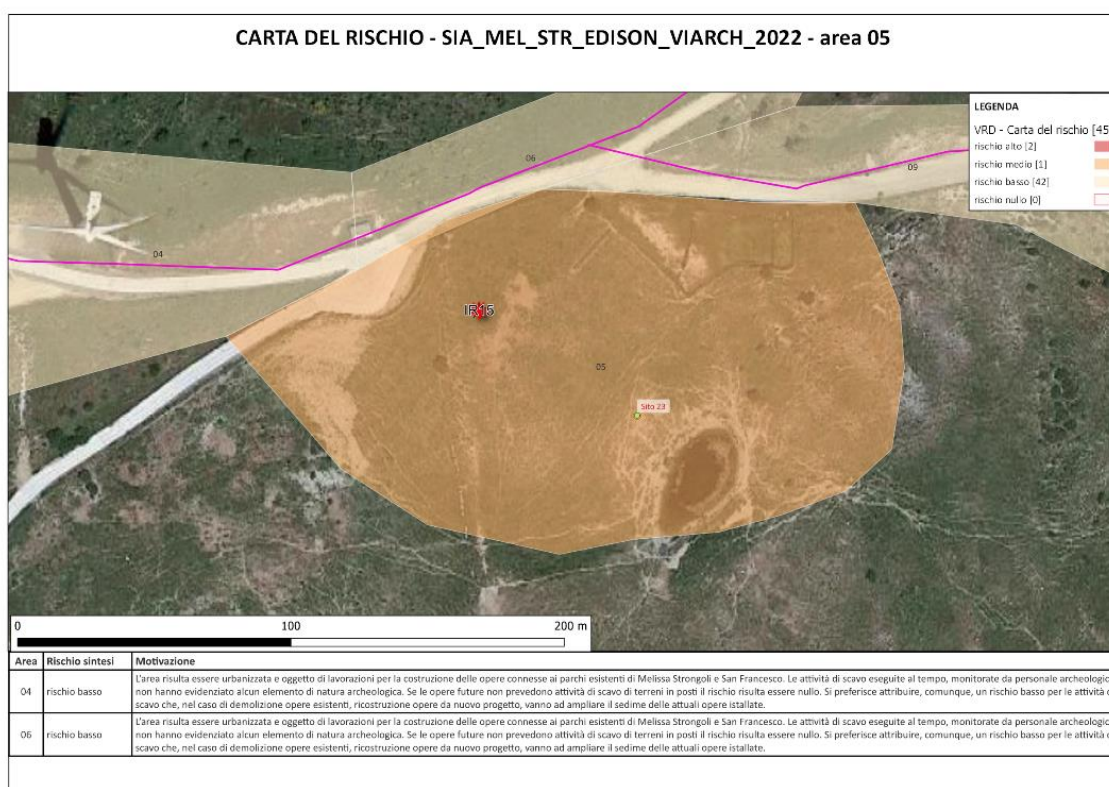 CARTA DEL RISCHIO - SIA_MEL_STR_EDISON_VIARCH_2022 - area 05
LEGENDA
VRD - Carta del rischio [45
rischio alto [2]
rischio medio [1]
rischio basso [42]
rischio nullo [0]
06
09
04
IR15
05
Sito 23
0 100 200 m
Area Rischio sintesi Motivazione
04 rischio basso
L'area risulta essere urbanizzata e oggetto di lavorazioni per la costruzione delle opere connesse ai parchi esistenti di Melissa Strongoli e San Francesco. Le attività di scavo eseguite al tempo, monitorate da personale archeologic
non hanno evidenziato alcun elemento di natura archeologica. Se le opere future non prevedono attività di scavo di terreni in posti il rischio risulta essere nullo. Si preferisce attribuire, comunque, un rischio basso per le attività d
scavo che, nel caso di demolizione opere esistenti, ricostruzione opere da nuovo progetto, vanno ad ampliare il sedime delle attuali opere istallate.
06 rischio basso
L'area risulta essere urbanizzata e oggetto di lavorazioni per la costruzione delle opere connesse ai parchi esistenti di Melissa Strongoli e San Francesco. Le attività di scavo eseguite al tempo, monitorate da personale archeologic
non hanno evidenziato alcun elemento di natura archeologica. Se le opere future non prevedono attività di scavo di terreni in posti il rischio risulta essere nullo. Si preferisce attribuire, comunque, un rischio basso per le attività d
scavo che, nel caso di demolizione opere esistenti, ricostruzione opere da nuovo progetto, vanno ad ampliare il sedime delle attuali opere istallate.